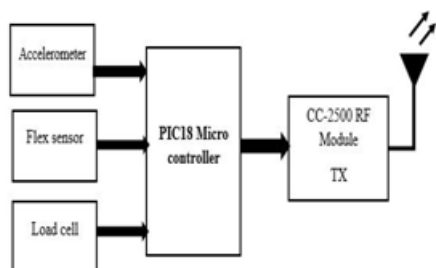 Accelerometer
Flex sensor
Load cell
PIC18 Micro
controller
CC-2500 RF
Module
TX